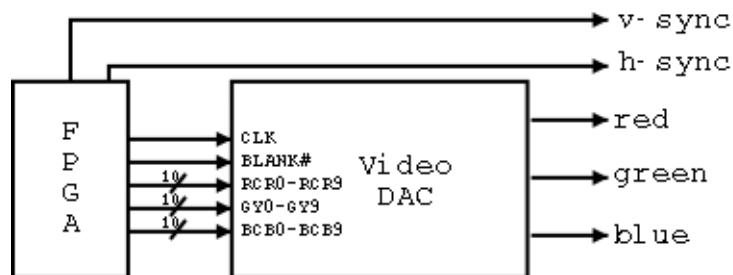 v- sync
h- sync
F
P
G
A
CLK
BLANK#
10
RCR0-RCR9
10
GY0-GY9
10
BCB0-BCB9
Video
DAC
red
green
blue